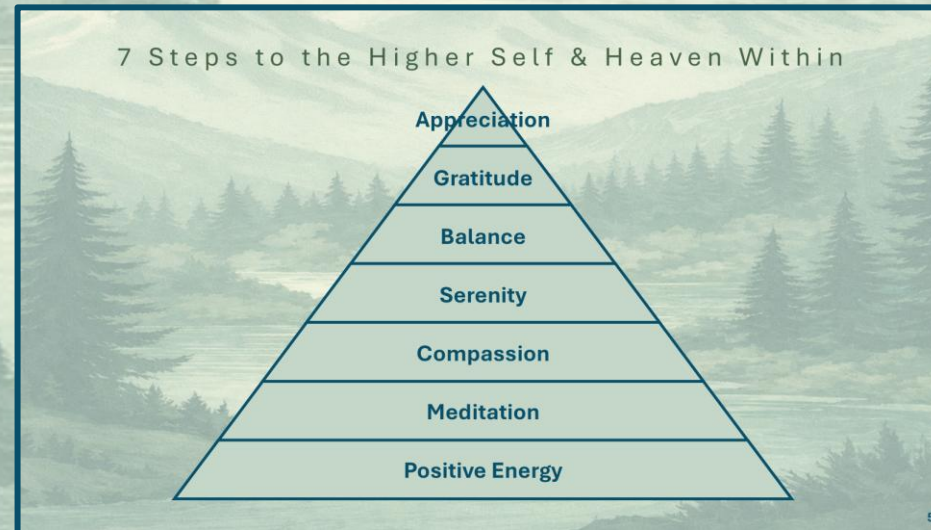 7 Steps to the Higher Self & Heaven Within
Appreciation
Gratitude
Balance
Serenity
Compassion
Meditation
Positive Energy